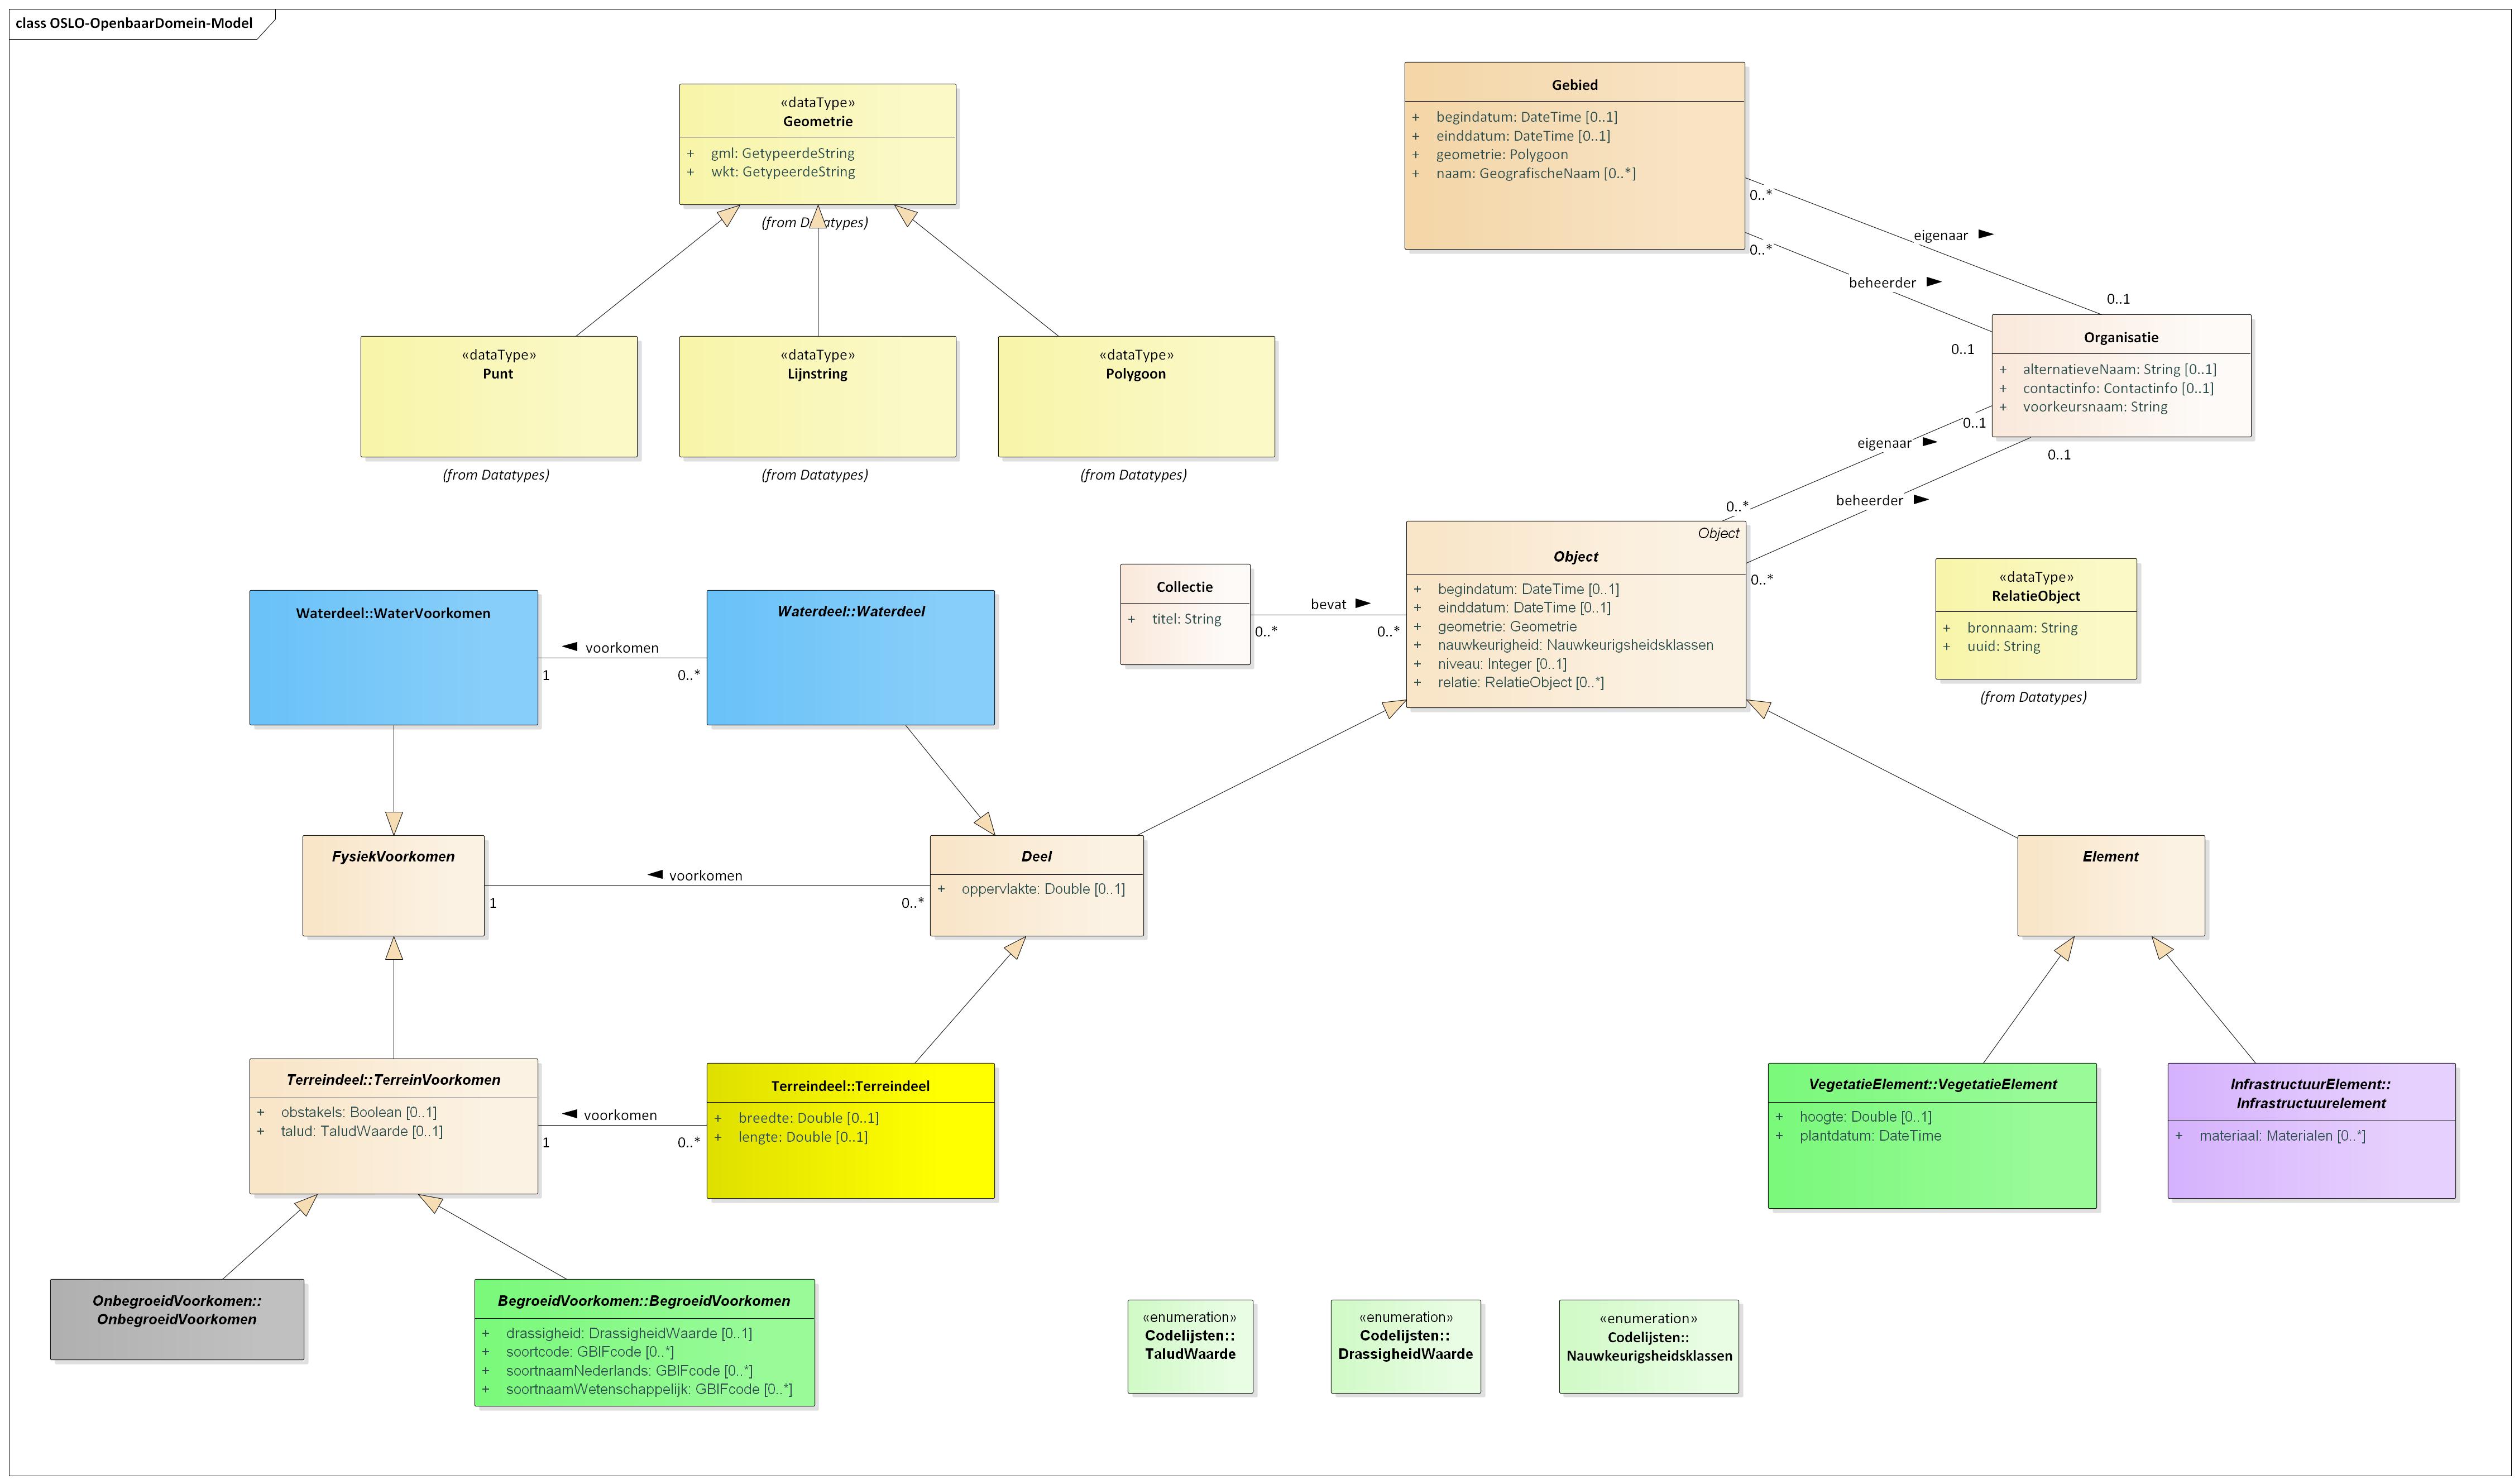 class OSLO-OpenbaarDomein-Model
«dataType»
Geometrie
+ gml: GetypeerdeString
+ wkt: GetypeerdeString
(from Datatypes)
«dataType»
Punt
(from Datatypes)
«dataType»
Lijnstring
(from Datatypes)
«dataType»
Polygoon
(from Datatypes)
Gebied
+ begindatum: DateTime [0..1]
+ einddatum: DateTime [0..1]
+ geometrie: Polygoon
+ naam: GeografischeNaam [0..*]
0..*
eigenaar
0..1
0..*
beheerder
0..1
Organisatie
+ alternatieveNaam: String [0..1]
+ contactinfo: Contactinfo [0..1]
+ voorkeursnaam: String
0..1
eigenaar
0..*
0..1
beheerder
0..*
Object
Object
+ begindatum: DateTime [0..1]
+ einddatum: DateTime [0..1]
+ geometrie: Geometrie
+ nauwkeurigheid: Nauwkeurigsheidsklassen
+ niveau: Integer [0..1]
+ relatie: RelatieObject [0..*]
Collectie
+ titel: String
bevat
0..*
0..*
«dataType»
RelatieObject
+ bronnaam: String
+ uuid: String
(from Datatypes)
Waterdeel::WaterVoorkomen
Waterdeel::Waterdeel
voorkomen
1
0..*
FysiekVoorkomen
voorkomen
1
0..*
Deel
+ oppervlakte: Double [0..1]
Element
Terreindeel::TerreinVoorkomen
+ obstakels: Boolean [0..1]
+ talud: TaludWaarde [0..1]
voorkomen
1
0..*
Terreindeel::Terreindeel
+ breedte: Double [0..1]
+ lengte: Double [0..1]
VegetatieElement::VegetatieElement
+ hoogte: Double [0..1]
+ plantdatum: DateTime
InfrastructuurElement::
Infrastructuurelement
+ materiaal: Materialen [0..*]
OnbegroeidVoorkomen::
OnbegroeidVoorkomen
BegroeidVoorkomen::BegroeidVoorkomen
+ drassigheid: DrassigheidWaarde [0..1]
+ soortcode: GBIFcode [0..*]
+ soortnaamNederlands: GBIFcode [0..*]
+ soortnaamWetenschappelijk: GBIFcode [0..*]
«enumeration»
Codelijsten::
TaludWaarde
«enumeration»
Codelijsten::
DrassigheidWaarde
«enumeration»
Codelijsten::
Nauwkeurigsheidsklassen